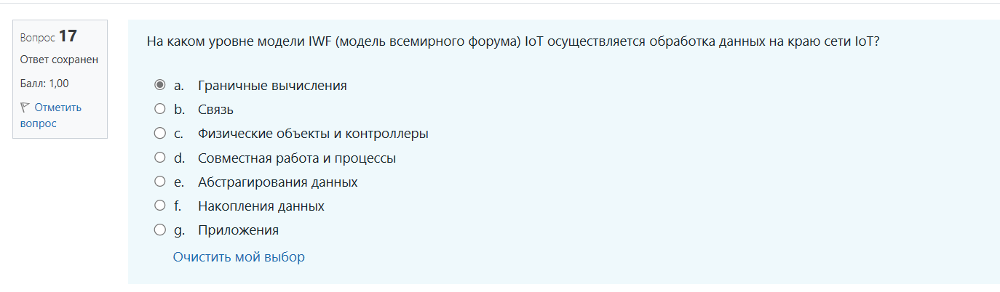 Вопрос 17
Ответ сохранен
Балл: 1,00
Отметить
вопрос
На каком уровне модели IWF (модель всемирного форума) IoT осуществляется обработка данных на краю сети IoT?
a. Граничные вычисления
b. Связь
c. Физические объекты и контроллеры
d. Совместная работа и процессы
e. Абстрагирования данных
f. Накопления данных
g. Приложения
Очистить мой выбор